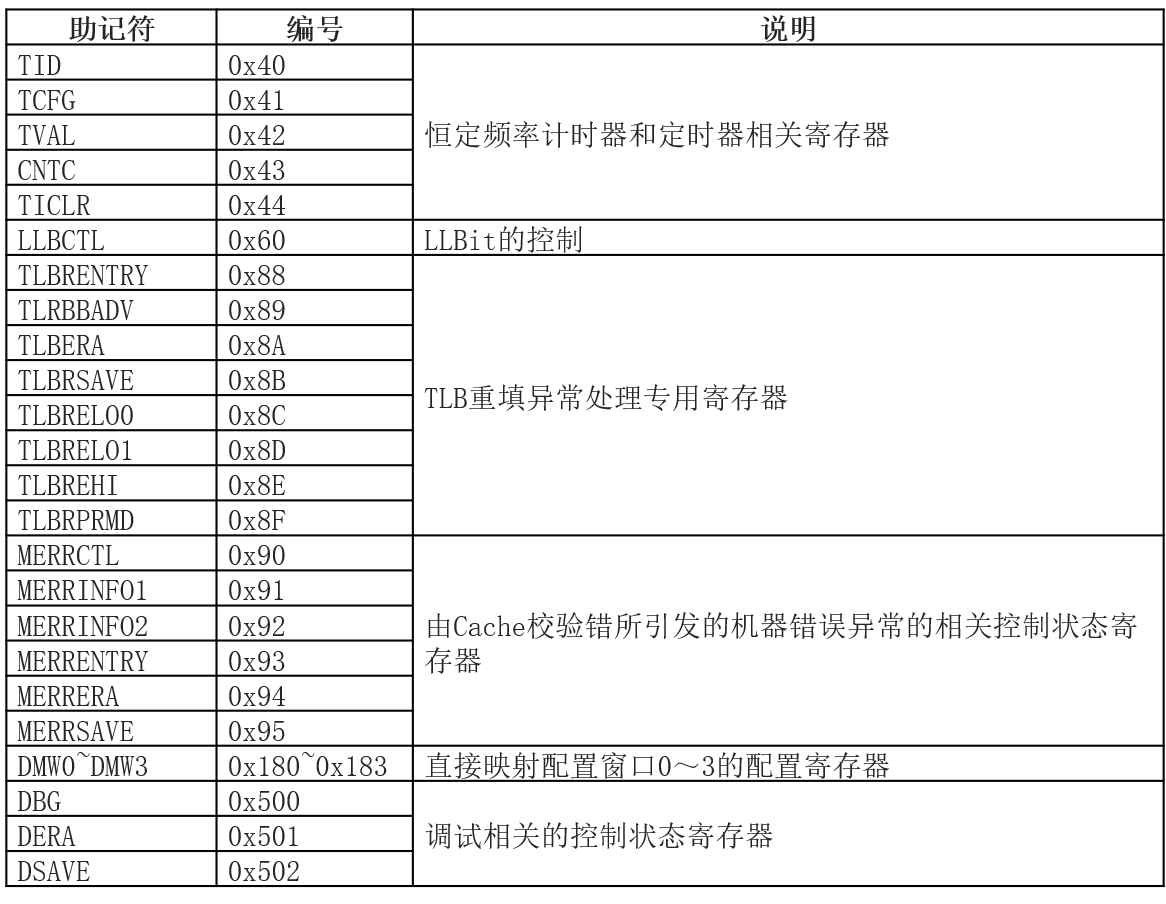 助记符 编号 说明
TID 0x40
TCFG 0x41
TVAL 0x42 恒定频率计时器和定时器相关寄存器
CNTC 0x43
TICLR 0x44
LLBCTL 0x60 LLBit的控制
TLBRENTRY 0x88
TLRBBADV 0x89
TLBERA 0x8A
TLBRSAVE 0x8B TLB重填异常处理专用寄存器
TLBRELO0 0x8C
TLBRELO1 0x8D
TLBREHI 0x8E
TLBRPRMD 0x8F
MERRCTL 0x90
MERRINFO1 0x91
MERRINFO2 0x92 由Cache校验错所引发的机器错误异常的相关控制状态寄
MERRENTRY 0x93 存器
MERRERA 0x94
MERRSAVE 0x95
DMW0~DMW3 0x180~0x183 直接映射配置窗口0～3的配置寄存器
DBG 0x500
DERA 0x501 调试相关的控制状态寄存器
DSAVE 0x502